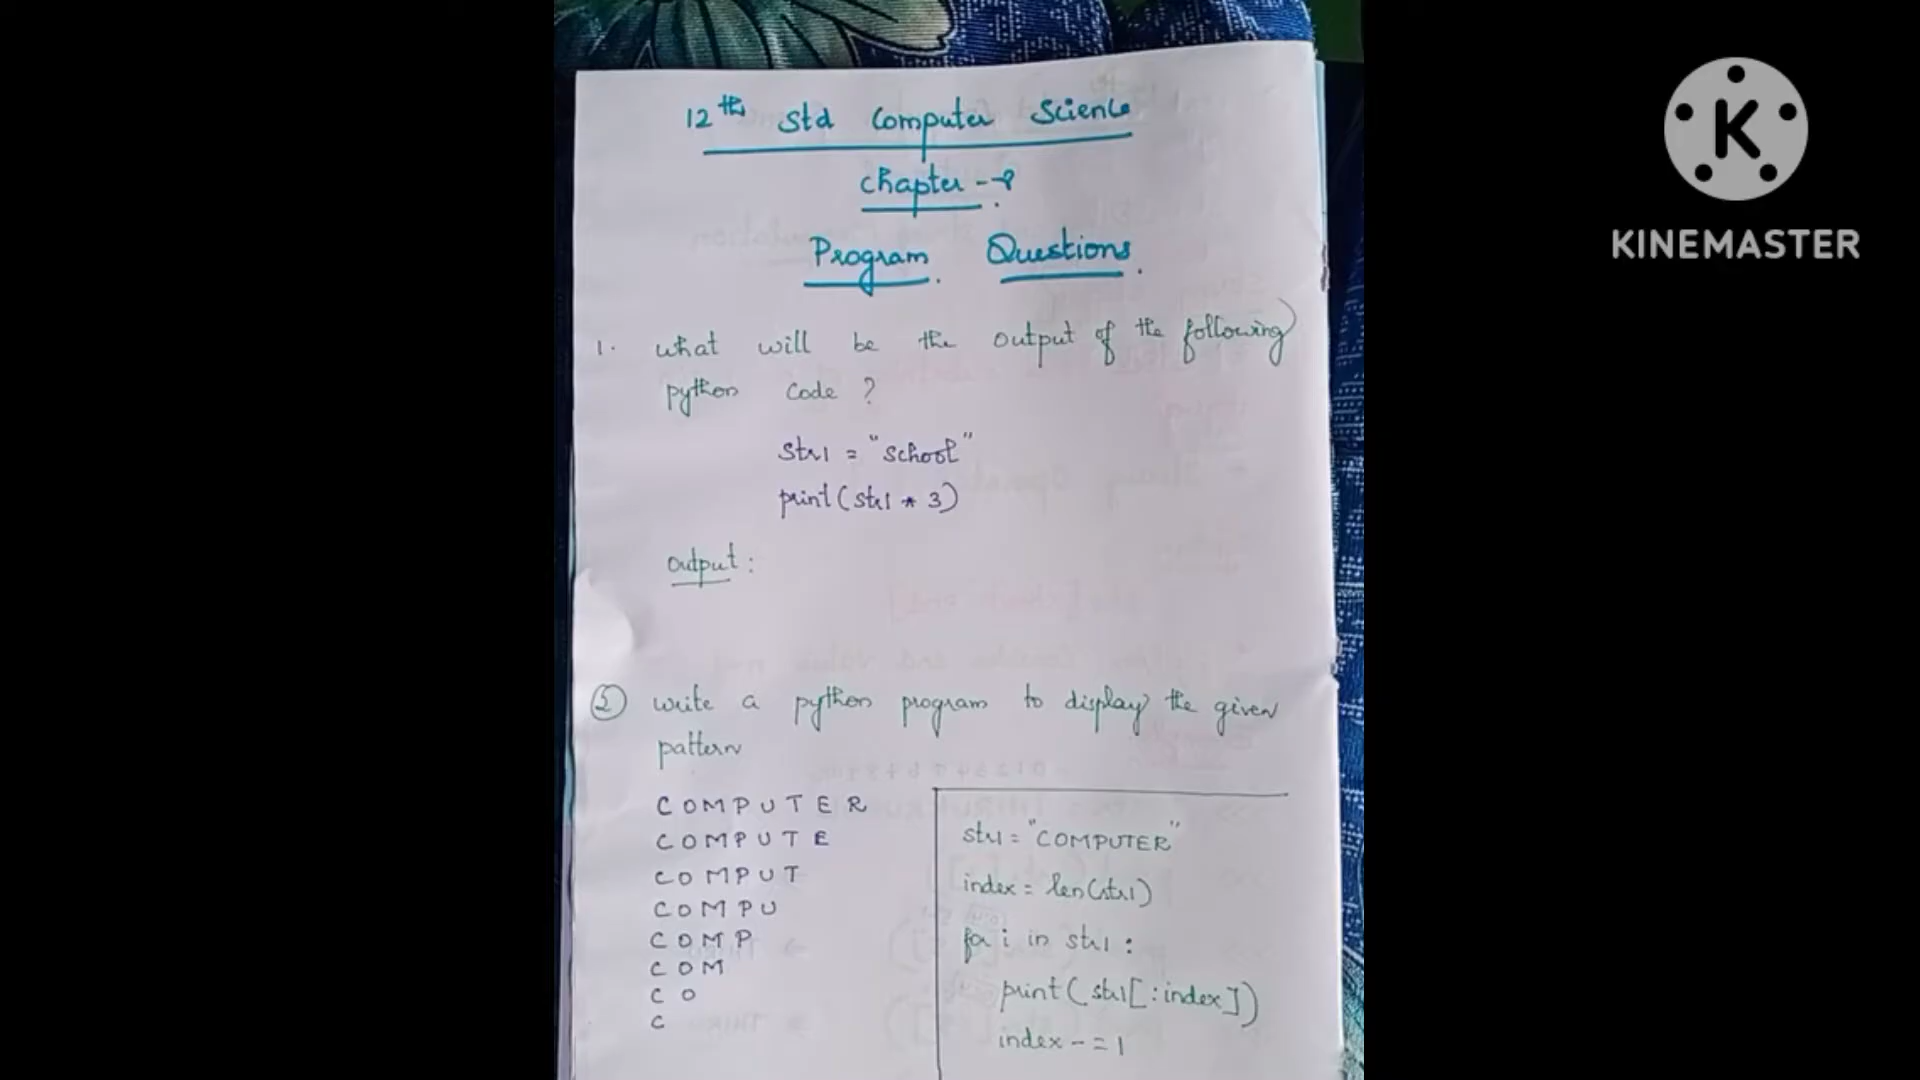 12th Std Computer Science
Chapter - 8.
Program. Questions.
1. what will be the output of the following
python code ?
str1 = "School"
print(str1 * 3)
output :
② write a python program to display the given
pattern
C O M P U T E R
C O M P U T E
C O M P U T
C O M P U
C O M P
C O M
C O
C
str1 = "COMPUTER"
index = len(str1)
for i in str1 :
print(str1[:index])
index - = 1
K
KINEMASTER